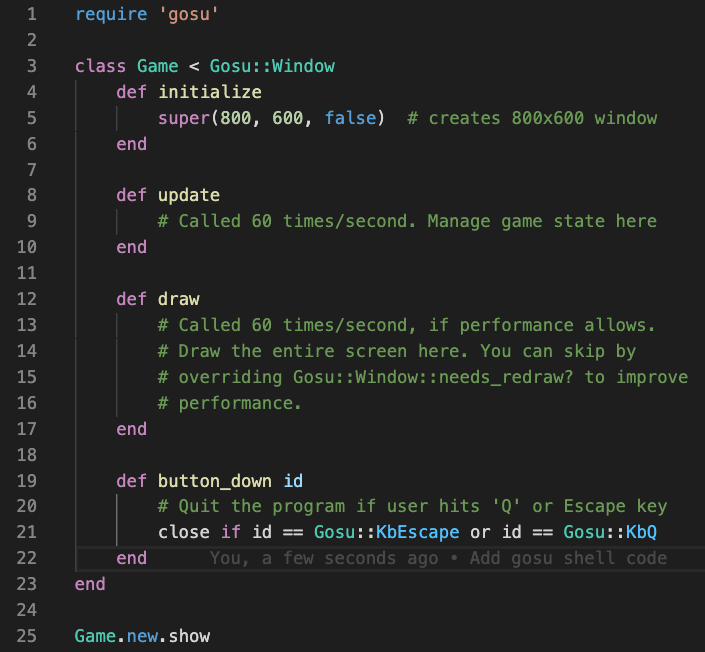 1 require 'gosu'
2
3 class Game < Gosu::Window
4 def initialize
5 super(800, 600, false)  # creates 800x600 window
6 end
7
8 def update
9 # Called 60 times/second. Manage game state here
10 end
11
12 def draw
13 # Called 60 times/second, if performance allows.
14 # Draw the entire screen here. You can skip by
15 # overriding Gosu::Window::needs_redraw? to improve
16 # performance.
17 end
18
19 def button_down id
20 # Quit the program if user hits 'Q' or Escape key
21 close if id == Gosu::KbEscape or id == Gosu::KbQ
22 end You, a few seconds ago • Add gosu shell code
23 end
24
25 Game.new.show